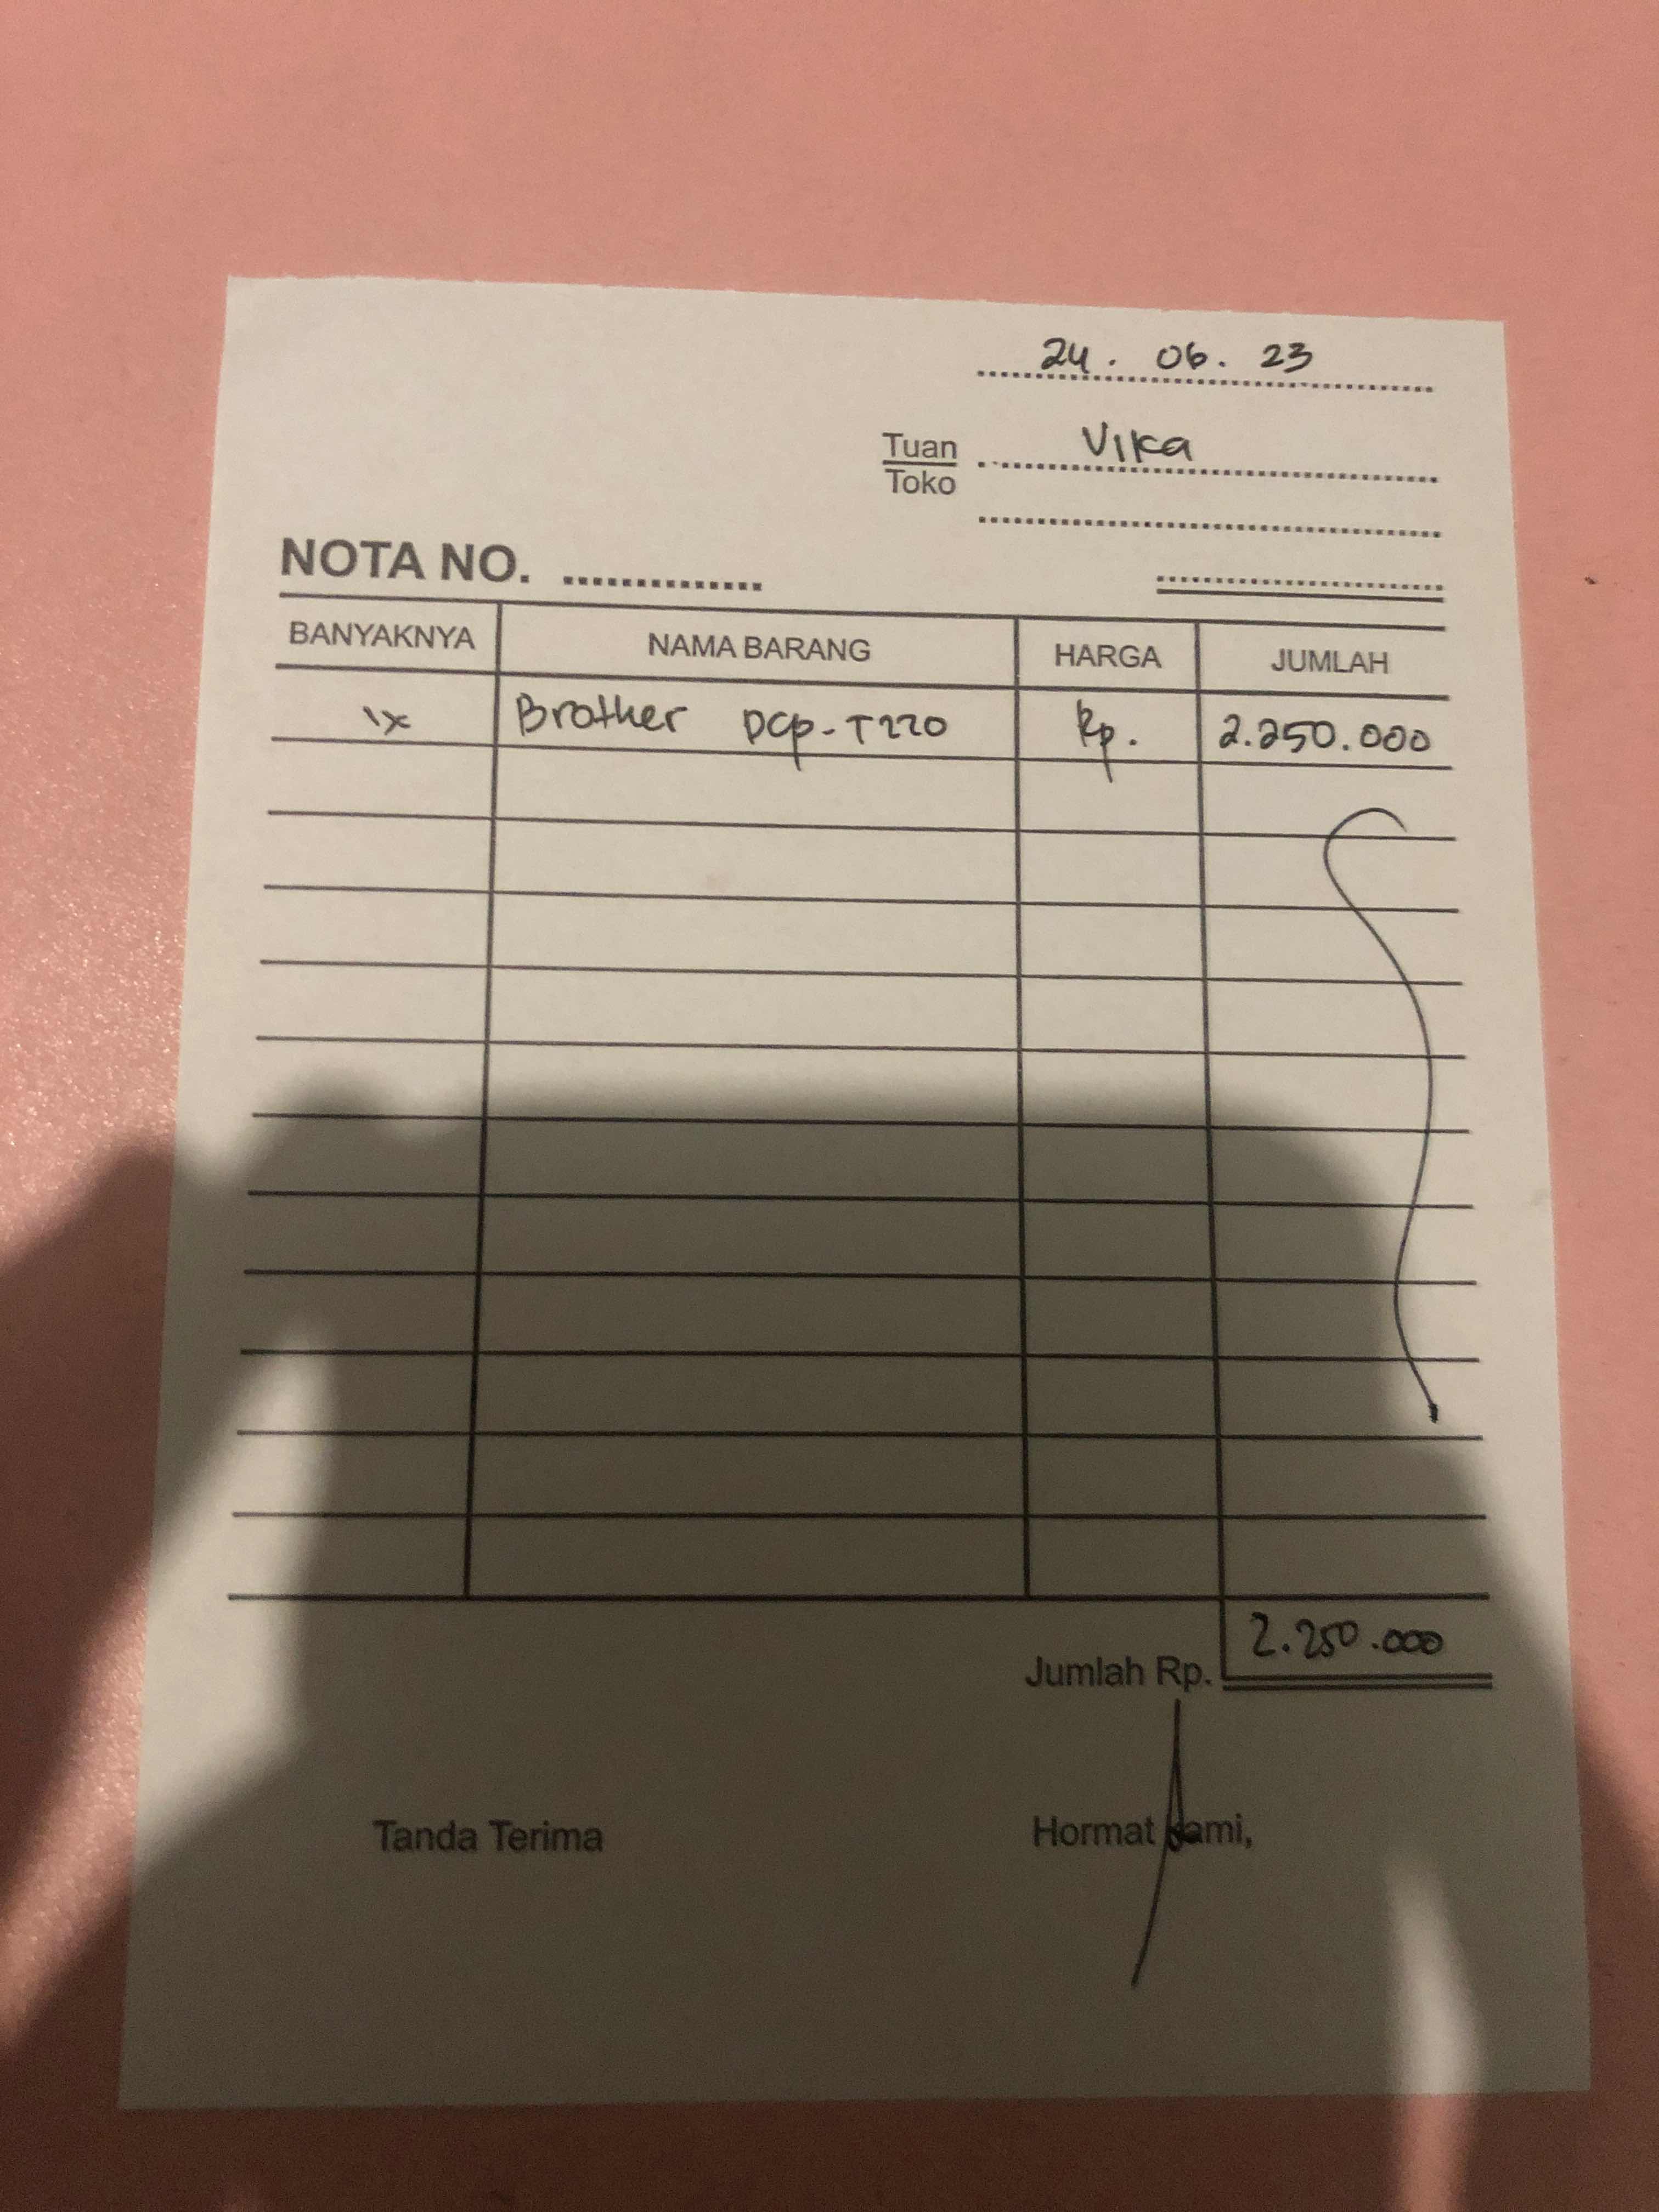 24. 06. 23
Tuan Vika
Toko
NOTA NO. ..............
BANYAKNYA NAMA BARANG HARGA JUMLAH
1x Brother DCP-T220 Rp. 2.250.000
Jumlah Rp. 2.250.000
Tanda Terima Hormat kami,